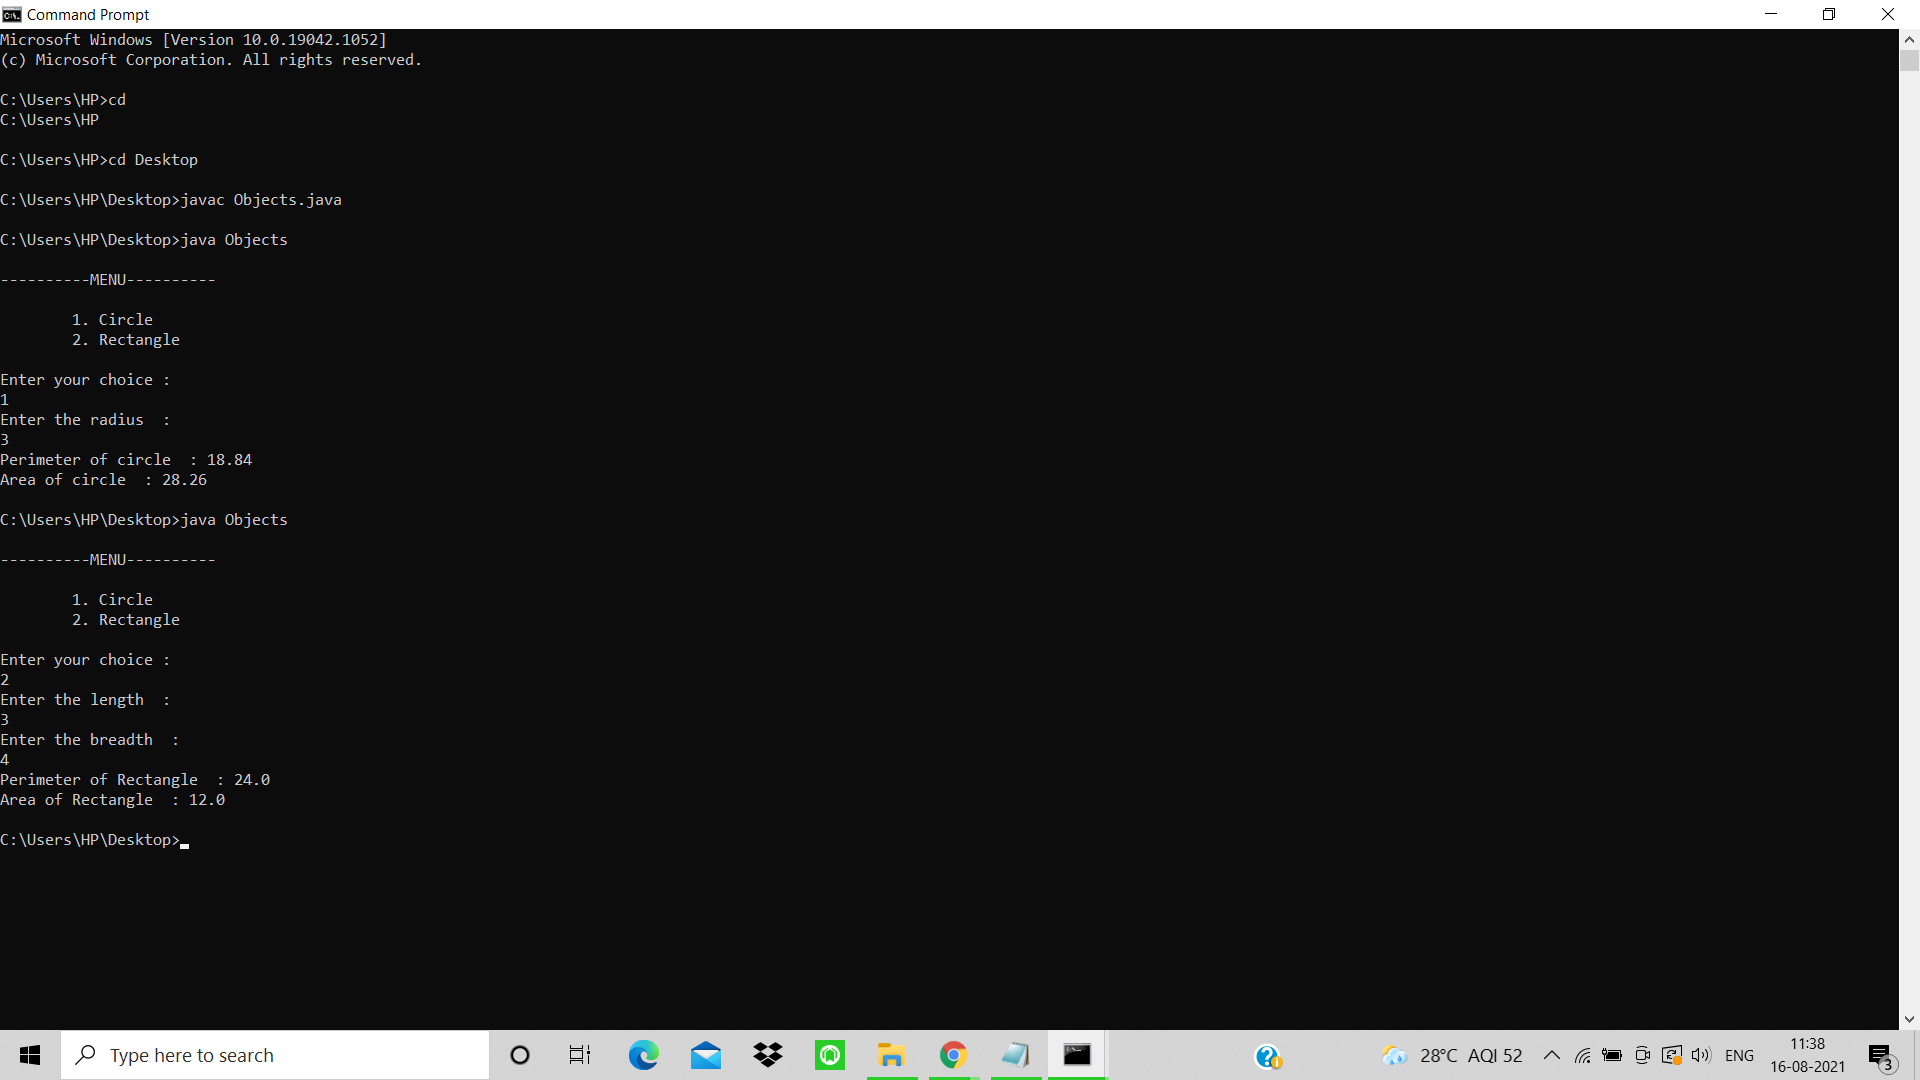 Command Prompt
Microsoft Windows [Version 10.0.19042.1052]
(c) Microsoft Corporation. All rights reserved.
C:\Users\HP>cd
C:\Users\HP
C:\Users\HP>cd Desktop
C:\Users\HP\Desktop>javac Objects.java
C:\Users\HP\Desktop>java Objects
----------MENU----------
1. Circle
2. Rectangle
Enter your choice :
1
Enter the radius  :
3
Perimeter of circle  : 18.84
Area of circle  : 28.26
C:\Users\HP\Desktop>java Objects
----------MENU----------
1. Circle
2. Rectangle
Enter your choice :
2
Enter the length  :
3
Enter the breadth  :
4
Perimeter of Rectangle  : 24.0
Area of Rectangle  : 12.0
C:\Users\HP\Desktop>
Type here to search
28°C AQI 52
ENG
11:38
16-08-2021
3